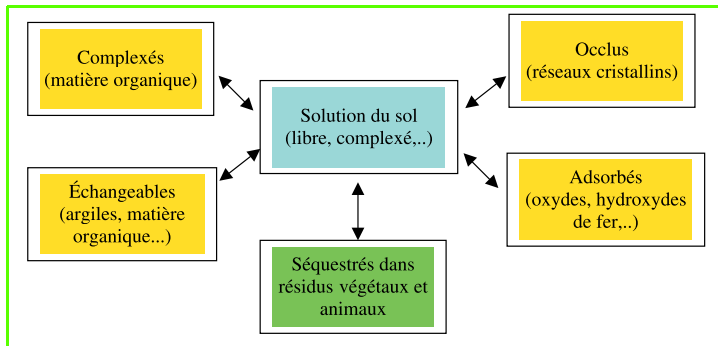 Complexés
(matière organique)
Occlus
(réseaux cristallins)
Solution du sol
(libre, complexé,..)
Échangeables
(argiles, matière
organique...)
Adsorbés
(oxydes, hydroxydes
de fer,..)
Séquestrés dans
résidus végétaux et
animaux